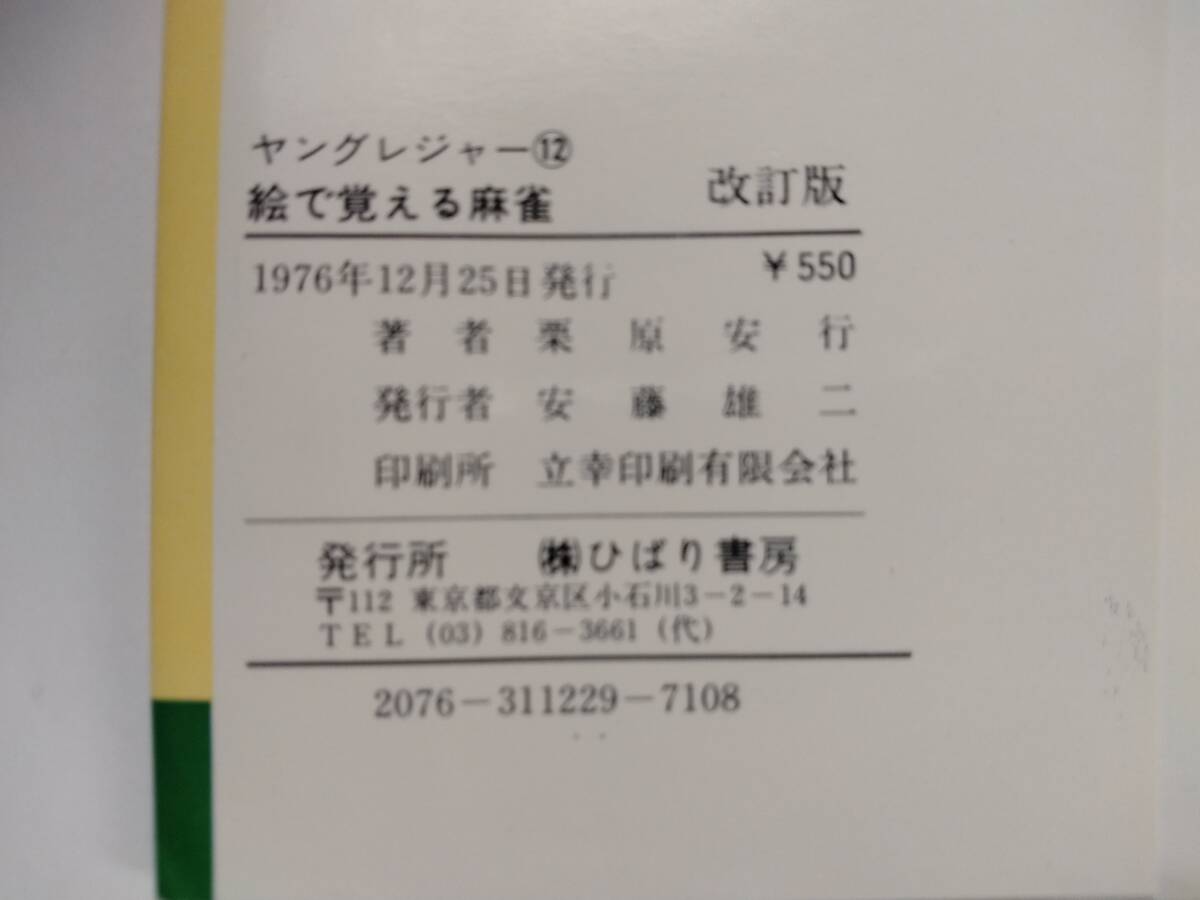 ヤングレジャー⑫
絵で覚える麻雀 改訂版
1976年12月25日発行 ¥550
著者 栗原安行
発行者 安藤雄二
印刷所 立幸印刷有限会社
発行所 ㈱ひばり書房
〒112 東京都文京区小石川3-2-14
TEL (03) 816-3661 (代)
2076-311229-7108